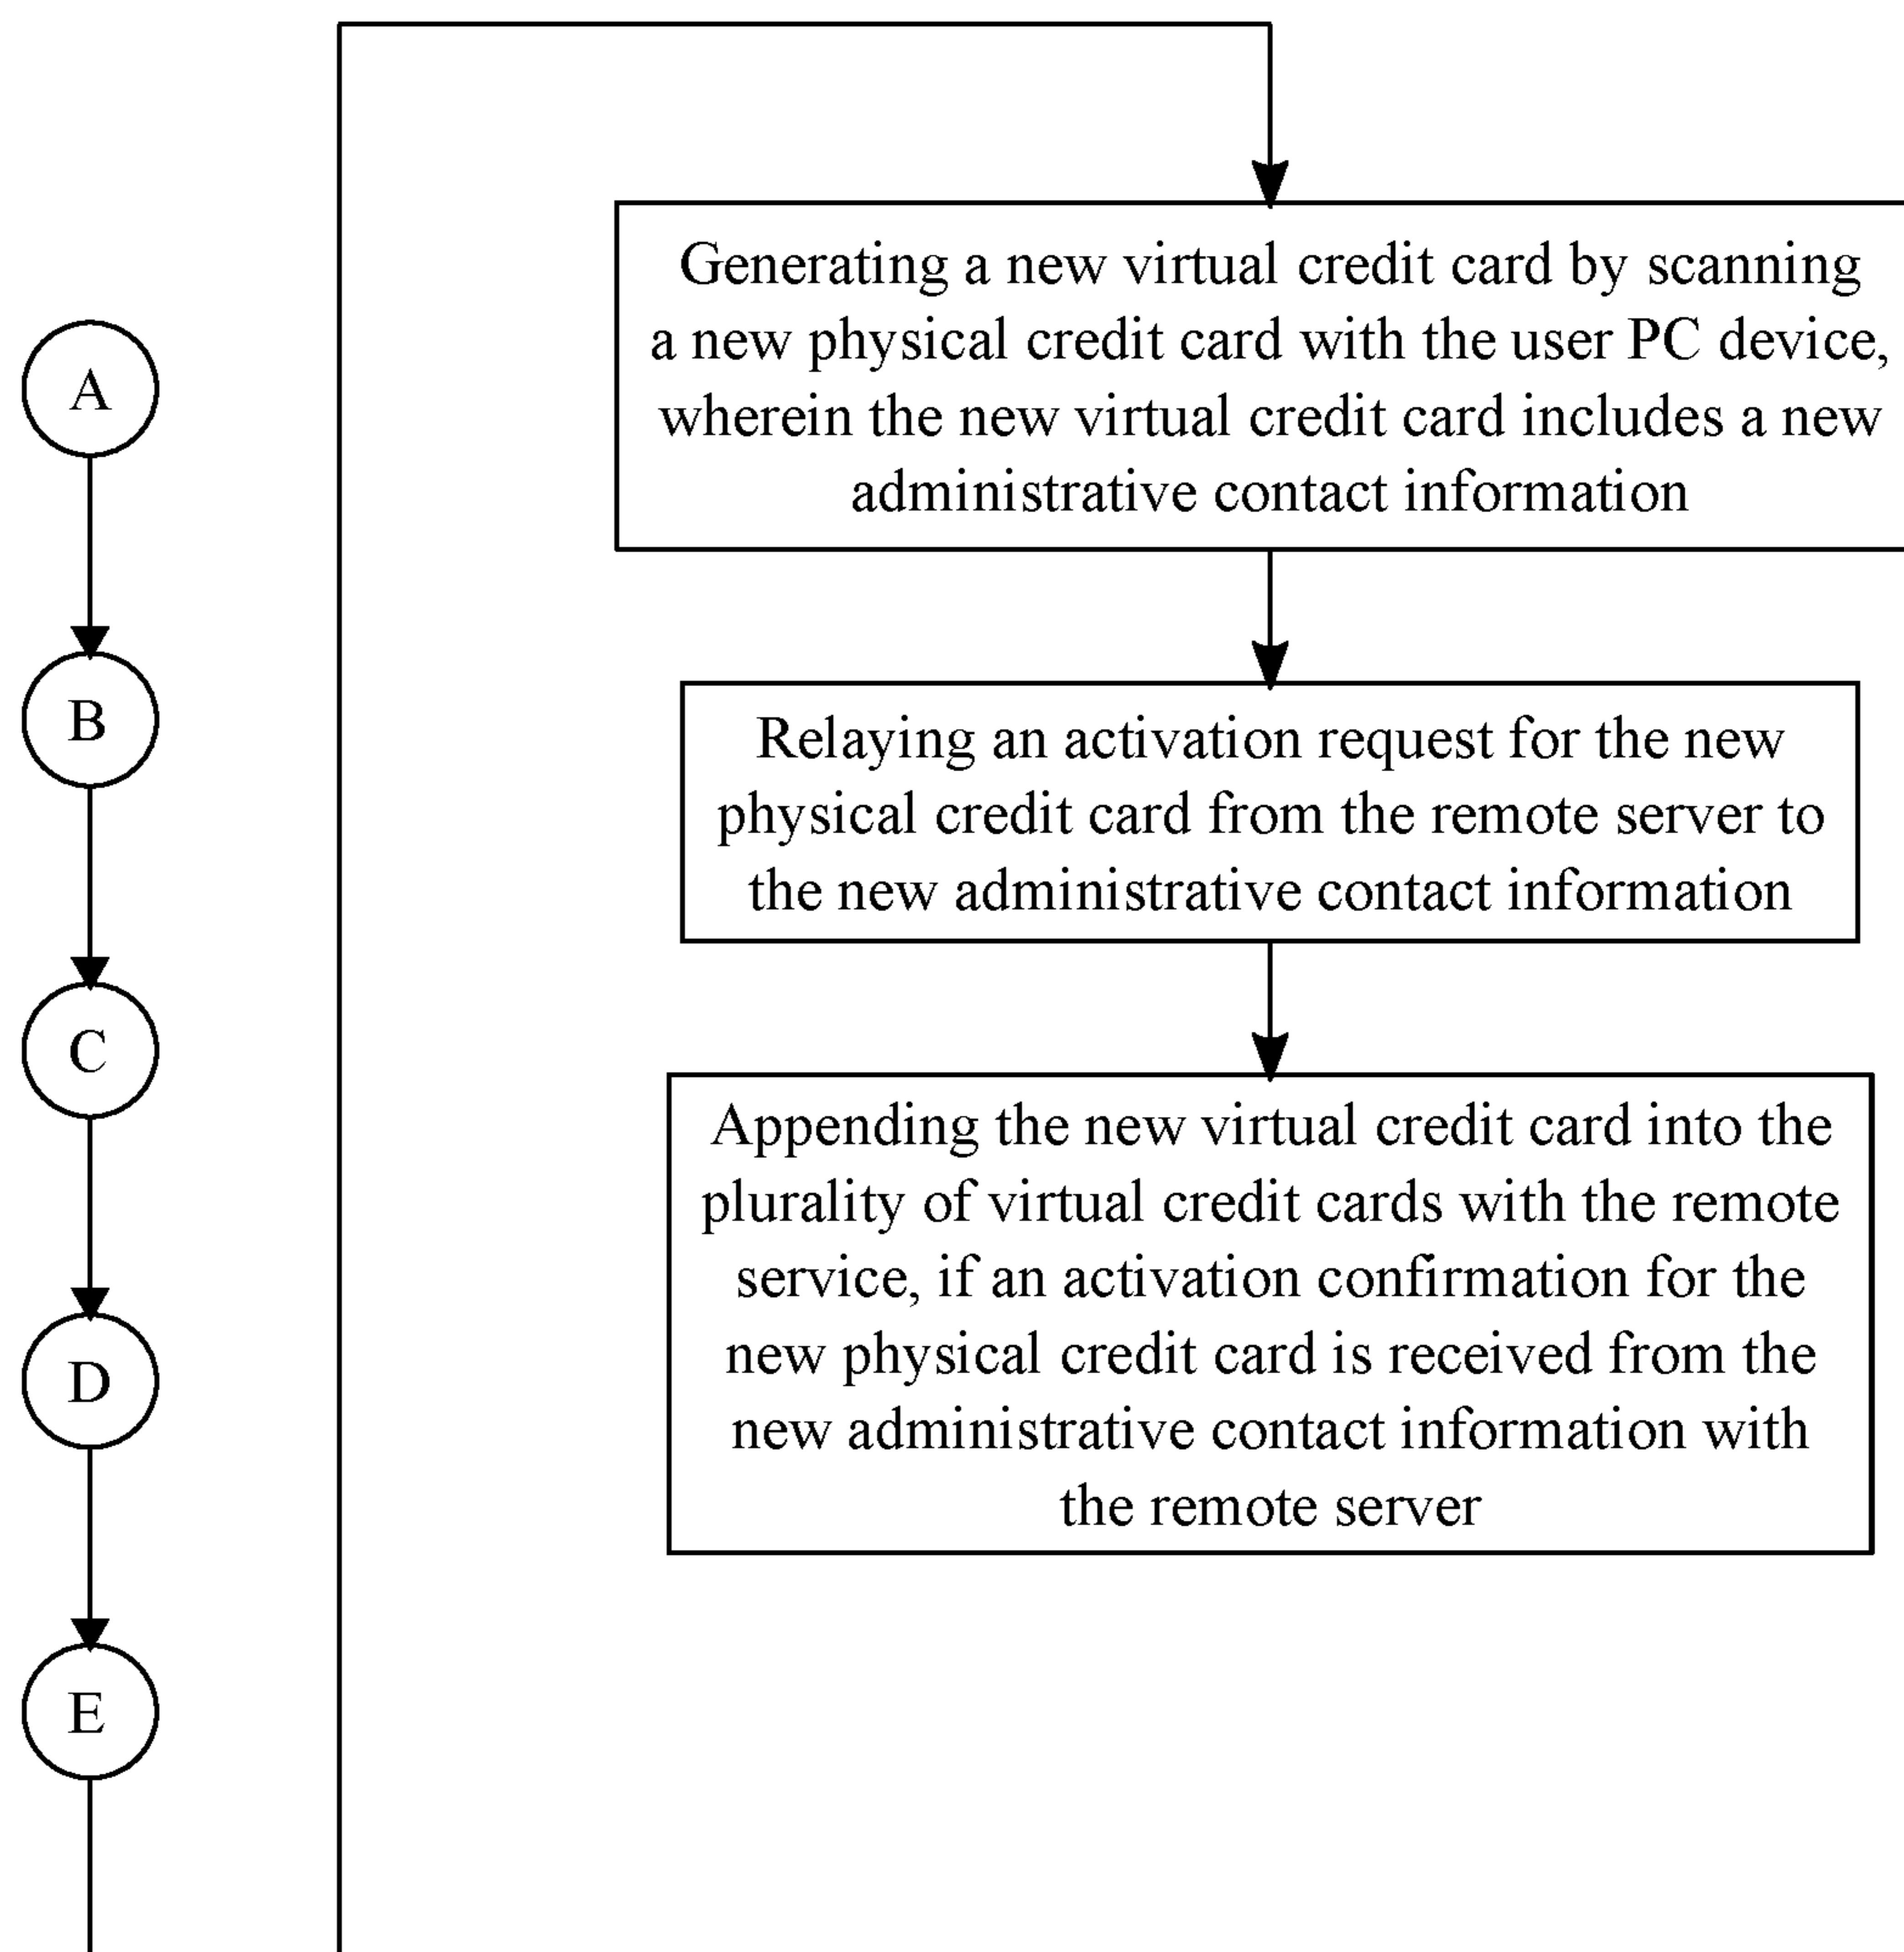 A
B
C
D
E
Generating a new virtual credit card by scanning
a new physical credit card with the user PC device,
wherein the new virtual credit card includes a new
administrative contact information
Relaying an activation request for the new
physical credit card from the remote server to
the new administrative contact information
Appending the new virtual credit card into the
plurality of virtual credit cards with the remote
service, if an activation confirmation for the
new physical credit card is received from the
new administrative contact information with
the remote server